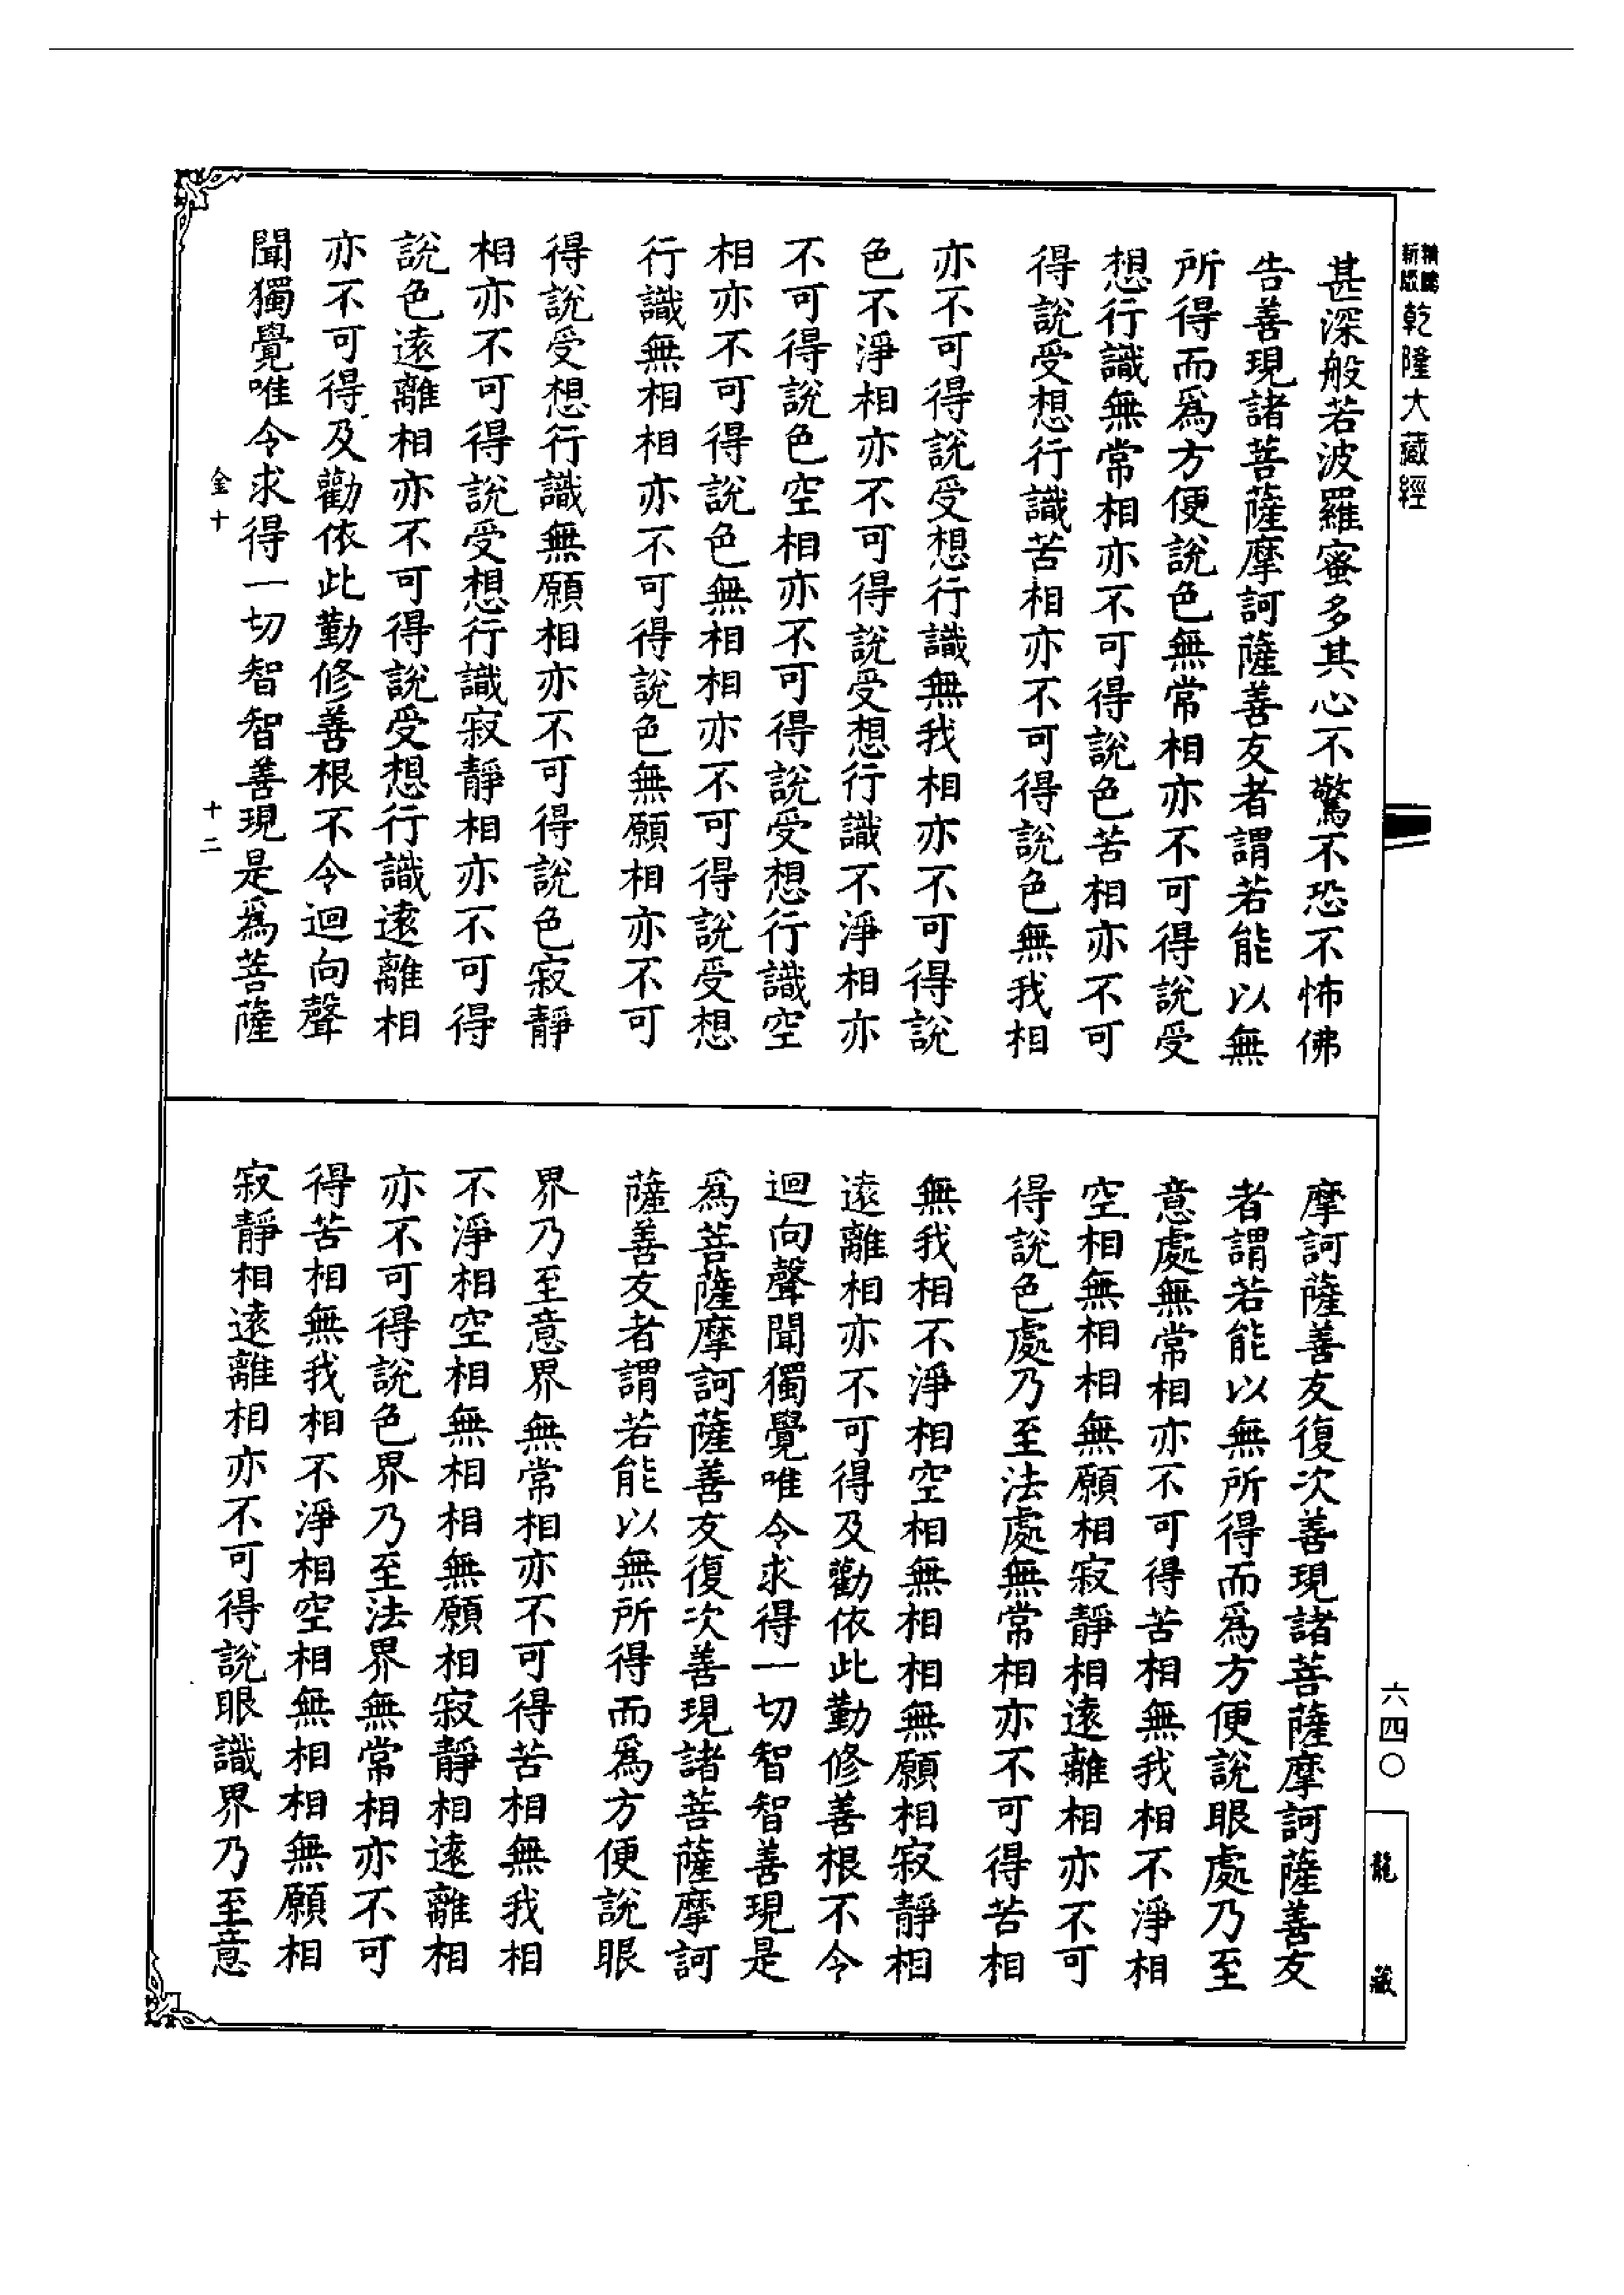 精縮新版乾隆大藏經
甚深般若波羅蜜多其心不驚不恐不怖佛
告善現諸菩薩摩訶薩善友者謂若能以無
所得而爲方便說色無常相亦不可得說受
想行識無常相亦不可得說色苦相亦不可
得說受想行識苦相亦不可得說色無我相
亦不可得說受想行識無我相亦不可得說
色不淨相亦不可得說受想行識不淨相亦
不可得說色空相亦不可得說受想行識空
相亦不可得說色無相相亦不可得說受想
行識無相相亦不可得說色無願相亦不可
得說受想行識無願相亦不可得說色寂靜
相亦不可得說受想行識寂靜相亦不可得
說色遠離相亦不可得說受想行識遠離相
亦不可得及勸依此勤修善根不令迴向聲
聞獨覺唯令求得一切智智善現是爲菩薩
金十 十二
摩訶薩善友復次善現諸菩薩摩訶薩善友
者謂若能以無所得而爲方便說眼處乃至
意處無常相亦不可得苦相無我相不淨相
空相無相相無願相寂靜相遠離相亦不可
得說色處乃至法處無常相亦不可得苦相
無我相不淨相空相無相相無願相寂靜相
遠離相亦不可得及勸依此勤修善根不令
迴向聲聞獨覺唯令求得一切智智善現是
爲菩薩摩訶薩善友復次善現諸菩薩摩訶
薩善友者謂若能以無所得而爲方便說眼
界乃至意界無常相亦不可得苦相無我相
不淨相空相無相相無願相寂靜相遠離相
亦不可得說色界乃至法界無常相亦不可
得苦相無我相不淨相空相無相相無願相
寂靜相遠離相亦不可得說眼識界乃至意
六四〇
龍藏